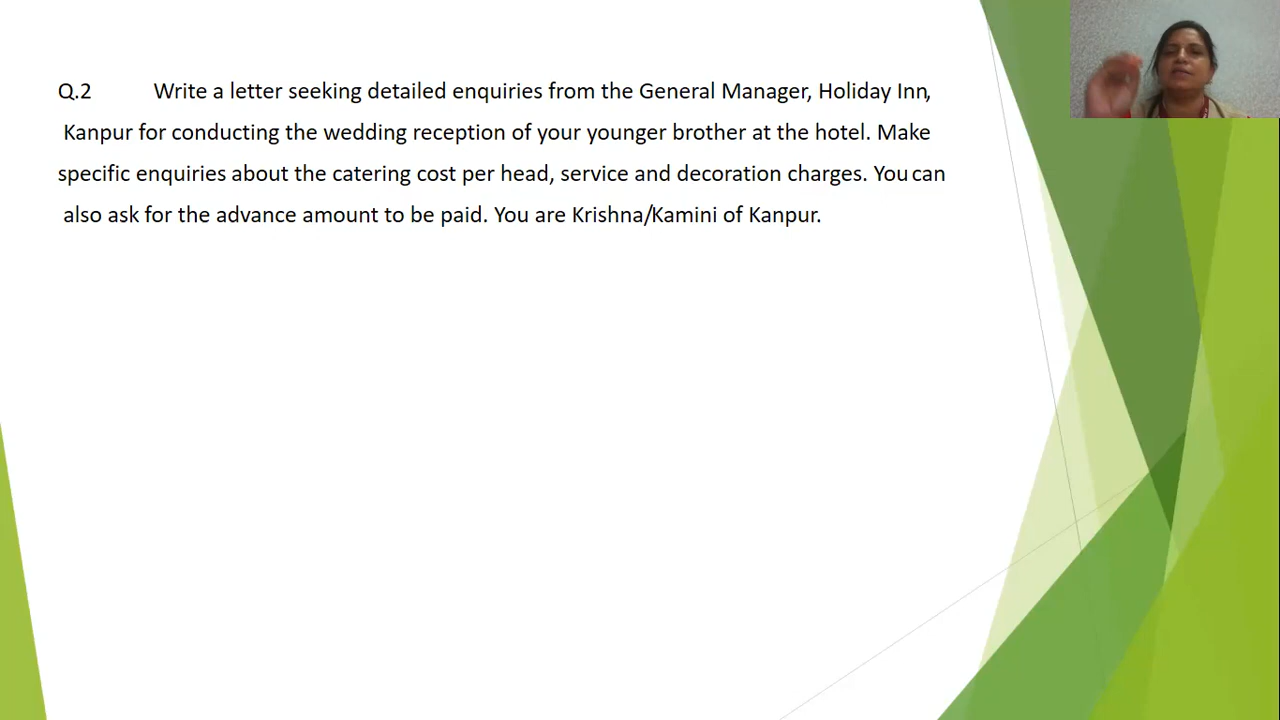 Q.2 Write a letter seeking detailed enquiries from the General Manager, Holiday Inn,
Kanpur for conducting the wedding reception of your younger brother at the hotel. Make
specific enquiries about the catering cost per head, service and decoration charges. You can
also ask for the advance amount to be paid. You are Krishna/Kamini of Kanpur.